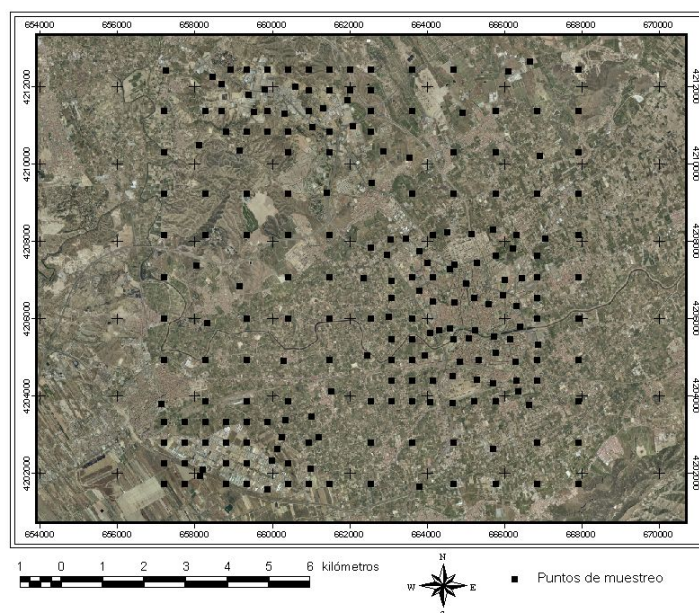 654000 656000 658000 660000 662000 664000 666000 668000 670000
4212000 4212000
4210000 4210000
4208000 4208000
4206000 4206000
4204000 4204000
4202000 4202000
654000 656000 658000 660000 662000 664000 666000 668000 670000
1 0 1 2 3 4 5 6 kilómetros
N
W E
Puntos de muestreo